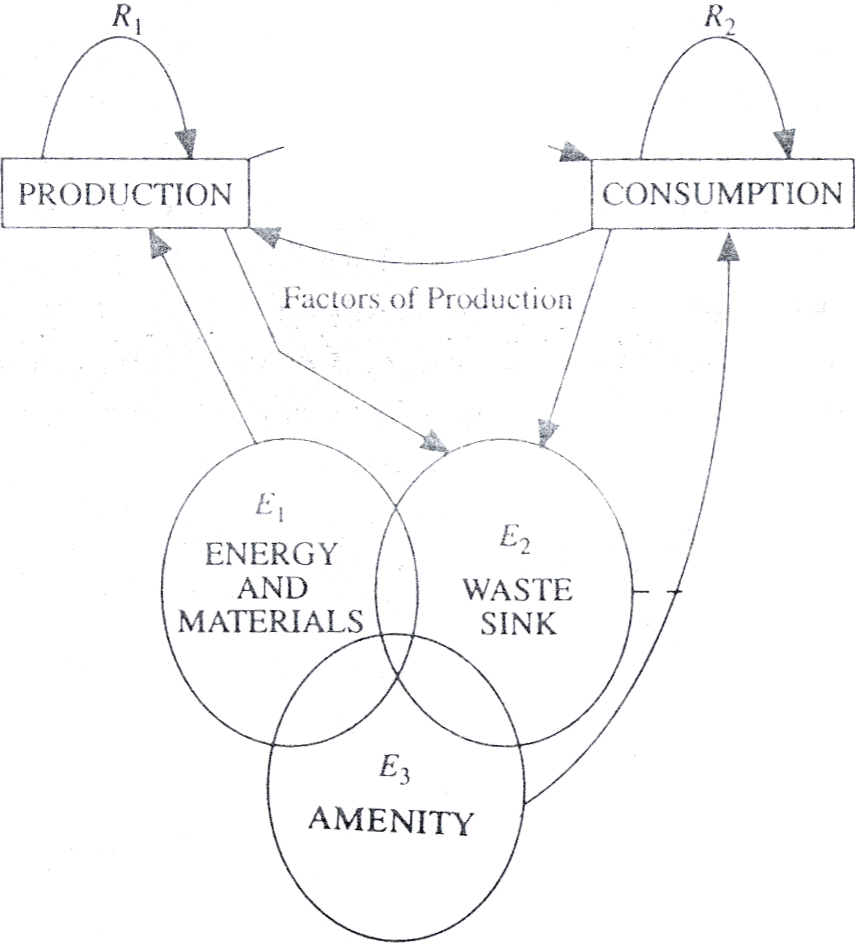 R1
R2
PRODUCTION
CONSUMPTION
Factors of Production
E1
ENERGY
AND
MATERIALS
E2
WASTE
SINK
E3
AMENITY